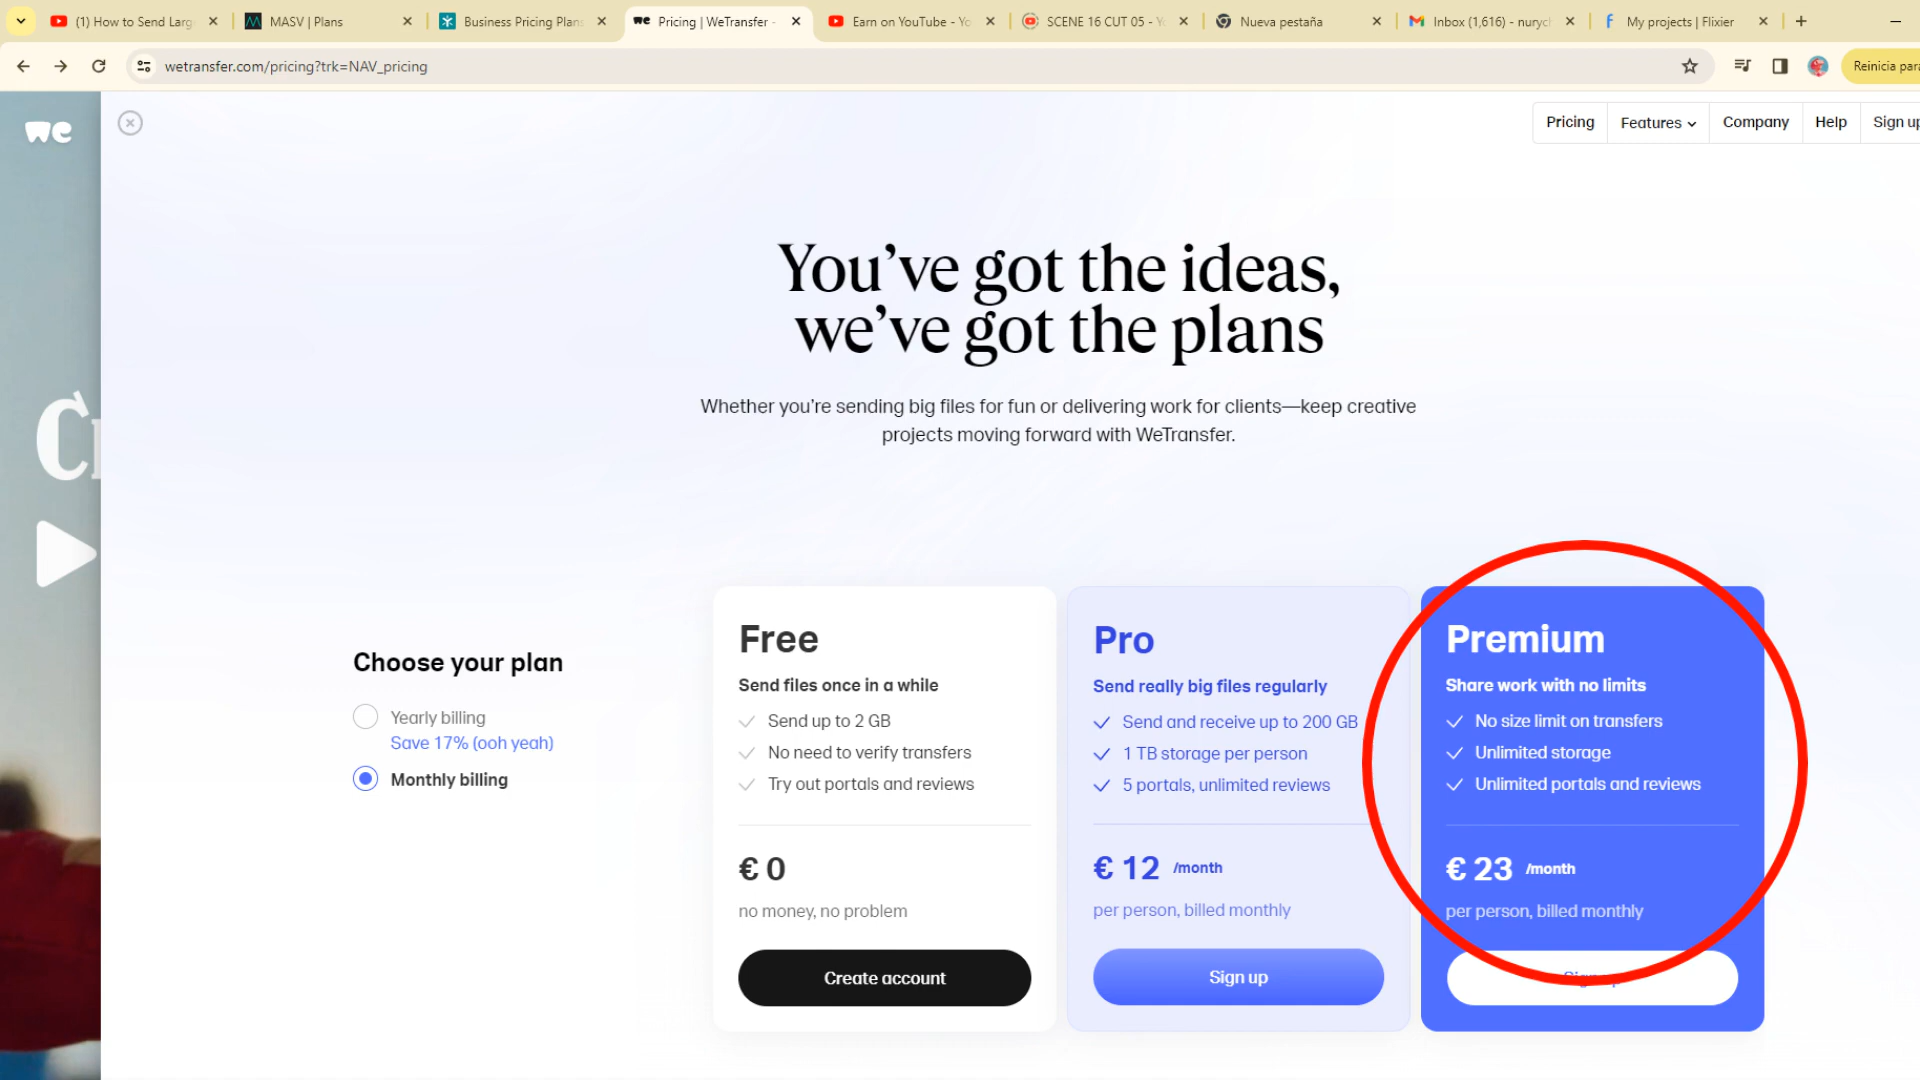 (1) How to Send Larg
MASV | Plans
Business Pricing Plans
Pricing | WeTransfer -
Earn on YouTube - Yo
SCENE 16 CUT 05 - Yo
Nueva pestaña
Inbox (1,616) - nurych
My projects | Flixier
wetransfer.com/pricing?trk=NAV_pricing
Reinicia para
we
Pricing
Features
Company
Help
Sign up
You’ve got the ideas,
we’ve got the plans
Whether you’re sending big files for fun or delivering work for clients—keep creative
projects moving forward with WeTransfer.
Choose your plan
Yearly billing
Save 17% (ooh yeah)
Monthly billing
Free
Send files once in a while
Send up to 2 GB
No need to verify transfers
Try out portals and reviews
€ 0
no money, no problem
Create account
Pro
Send really big files regularly
Send and receive up to 200 GB
1 TB storage per person
5 portals, unlimited reviews
€ 12 /month
per person, billed monthly
Sign up
Premium
Share work with no limits
No size limit on transfers
Unlimited storage
Unlimited portals and reviews
€ 23 /month
per person, billed monthly